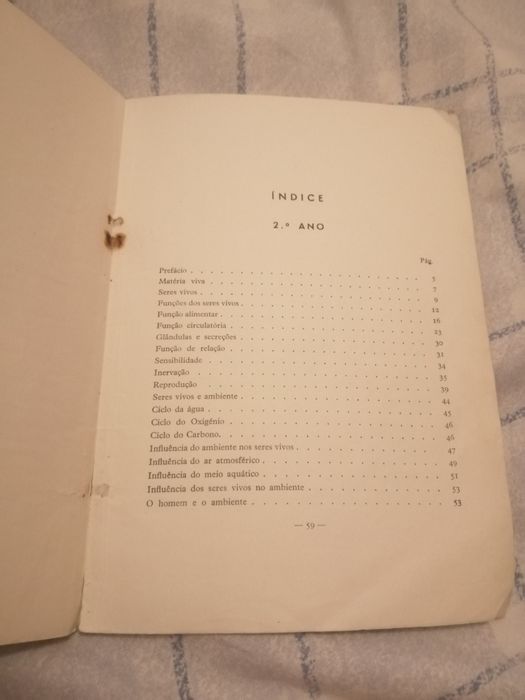 ÍNDICE
2.º ANO
Pág.
Prefácio . . . . . . . . . . . . . . . . . . 5
Matéria viva . . . . . . . . . . . . . . . . . 7
Seres vivos . . . . . . . . . . . . . . . . . 9
Funções dos seres vivos . . . . . . . . . . . . . . 12
Função alimentar . . . . . . . . . . . . . . . . 16
Função circulatória . . . . . . . . . . . . . . . 23
Glândulas e secreções . . . . . . . . . . . . . . 30
Função de relação . . . . . . . . . . . . . . . 31
Sensibilidade . . . . . . . . . . . . . . . . . 34
Inervação . . . . . . . . . . . . . . . . . . 35
Reprodução . . . . . . . . . . . . . . . . . 39
Seres vivos e ambiente . . . . . . . . . . . . . . 44
Ciclo da água . . . . . . . . . . . . . . . . . 45
Ciclo do Oxigénio . . . . . . . . . . . . . . . 46
Ciclo do Carbono . . . . . . . . . . . . . . . . 46
Influência do ambiente nos seres vivos . . . . . . . . . 47
Influência do ar atmosférico . . . . . . . . . . . . 49
Influência do meio aquático . . . . . . . . . . . . 51
Influência dos seres vivos no ambiente . . . . . . . . . 53
O homem e o ambiente . . . . . . . . . . . . . 53
— 59 —